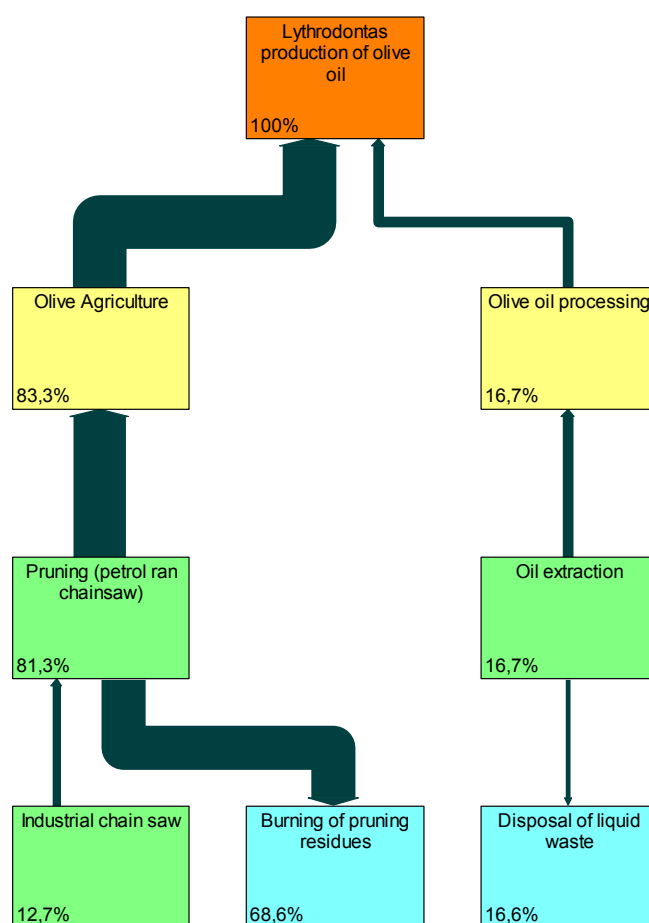 Lythrodontas
production of olive
oil
100%
Olive Agriculture
83,3%
Olive oil processing
16,7%
Pruning (petrol ran
chainsaw)
81,3%
Oil extraction
16,7%
Industrial chain saw
12,7%
Burning of pruning
residues
68,6%
Disposal of liquid
waste
16,6%